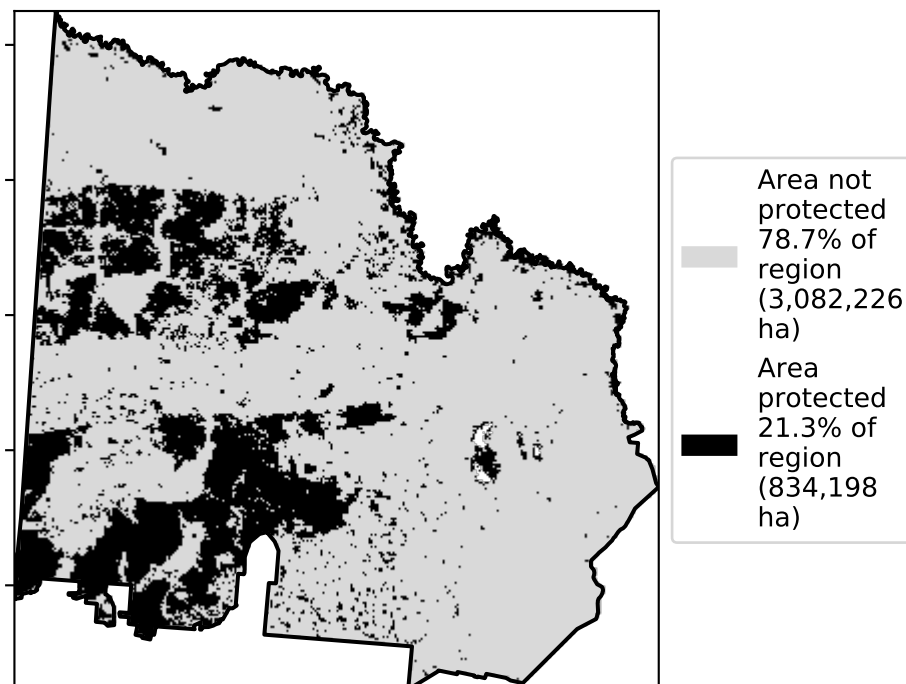 Area not
protected
78.7% of
region
(3,082,226
ha)
Area
protected
21.3% of
region
(834,198
ha)